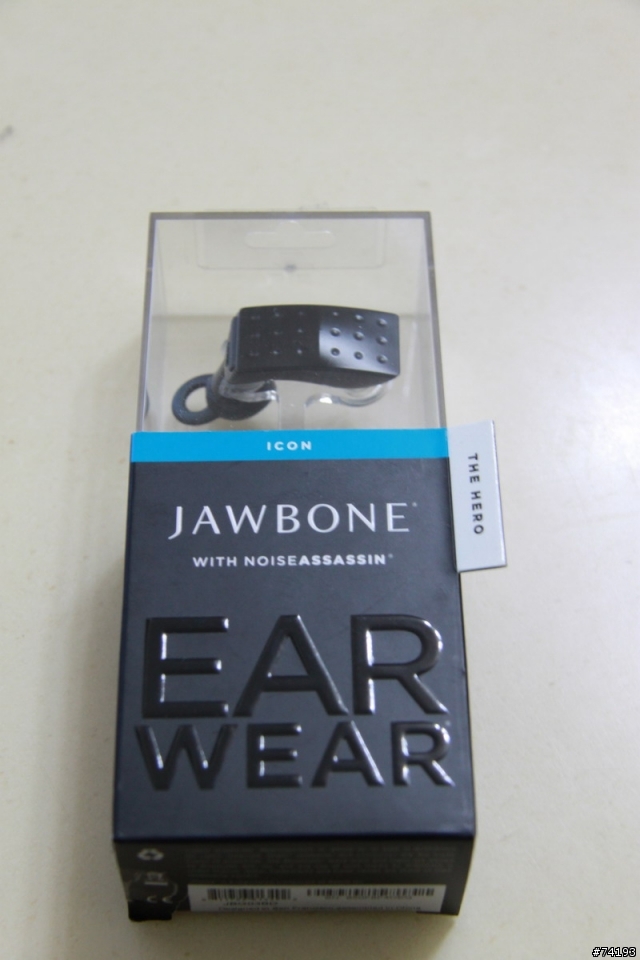 ICON
THE HERO
JAWBONE®
WITH NOISEASSASSIN®
EAR
WEAR
#74193